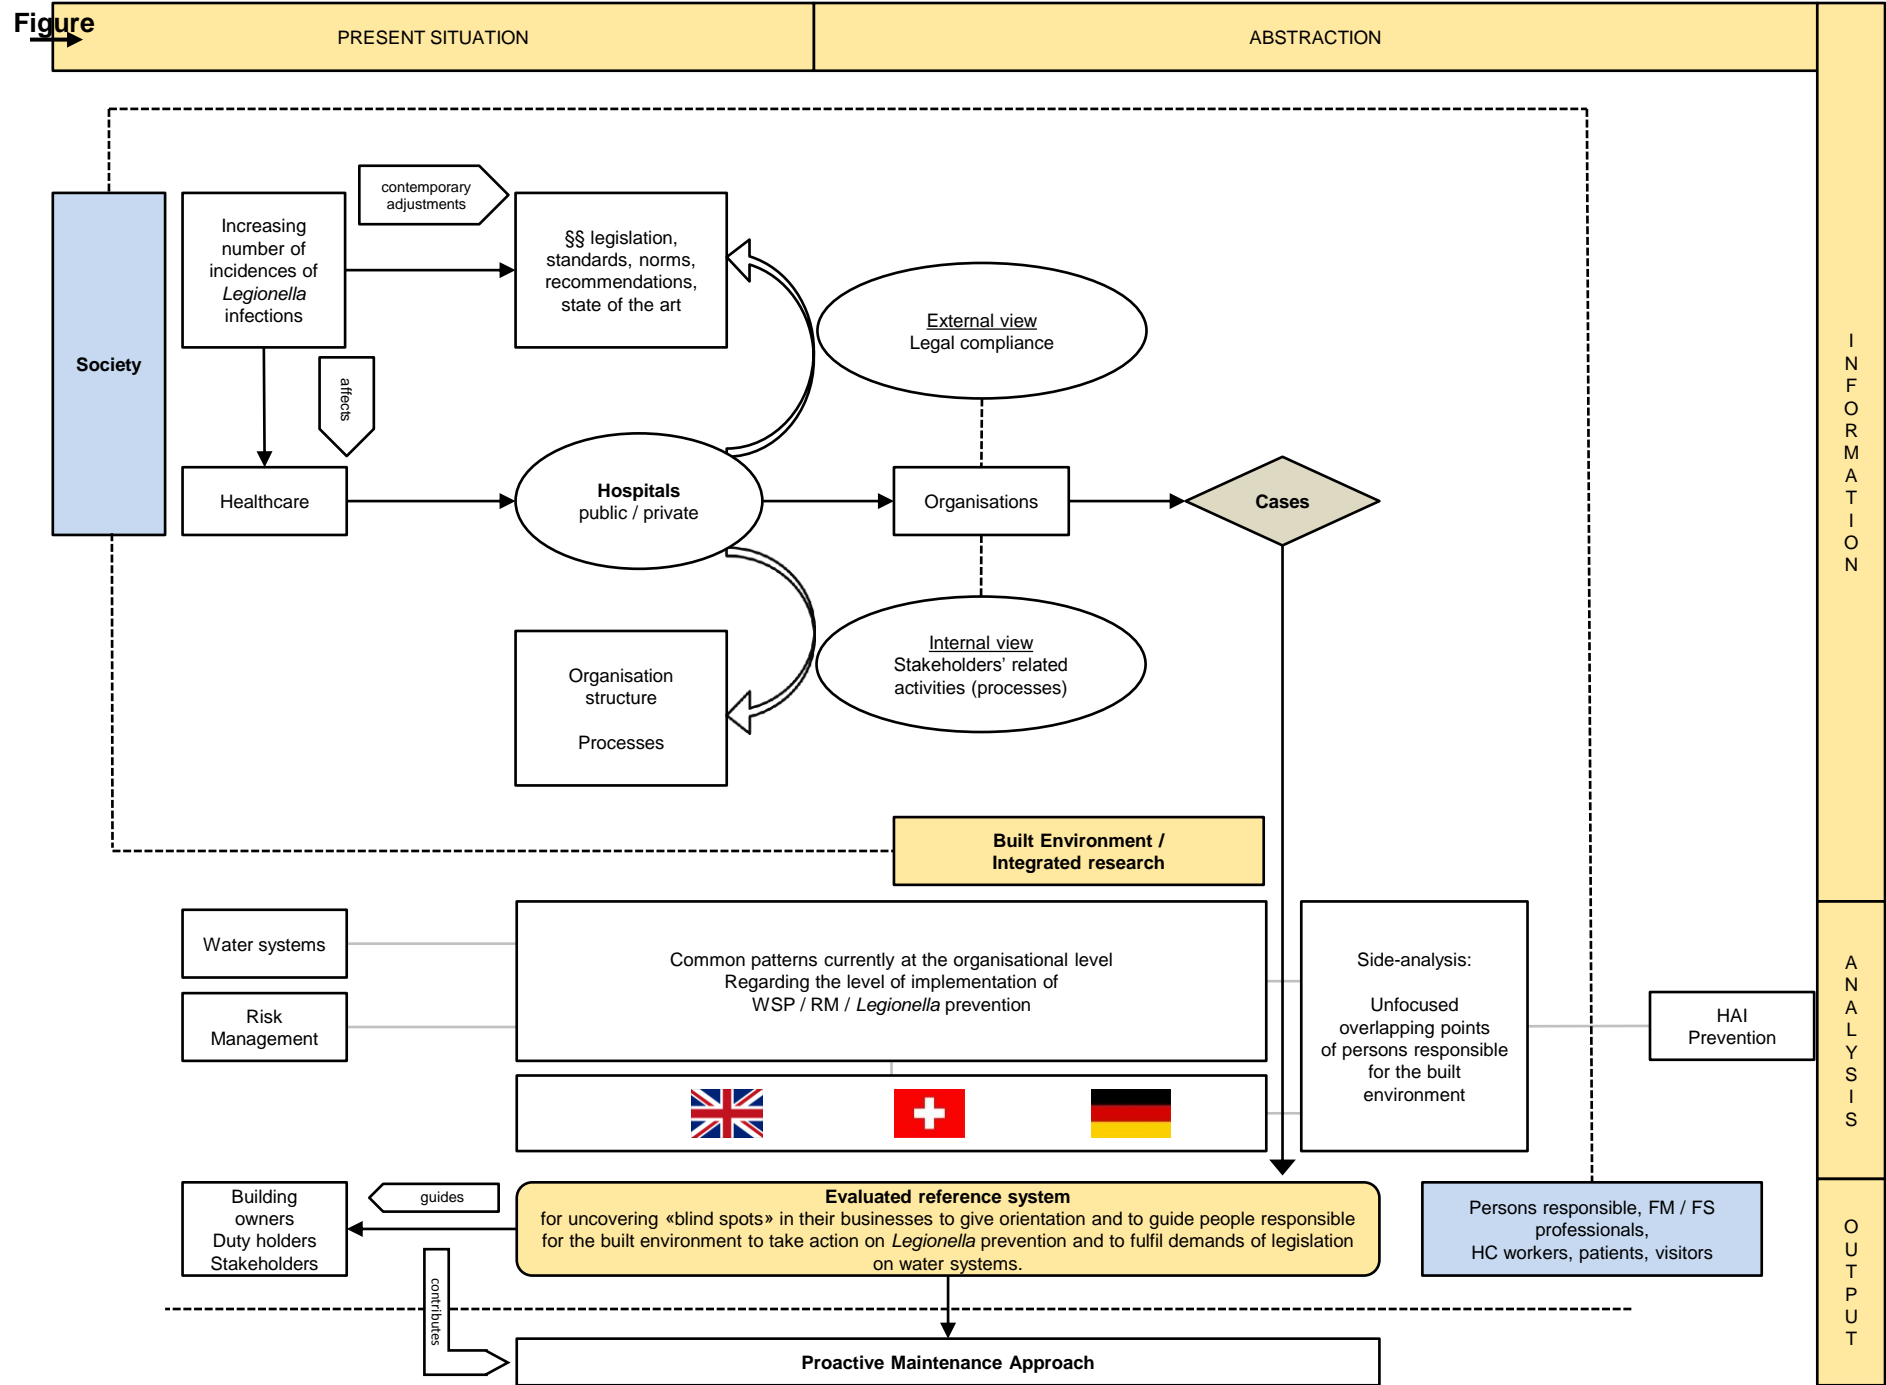 Figure
PRESENT SITUATION
ABSTRACTION
INFORMATION
contemporary
adjustments
Society
Increasing
number of
incidences of
Legionella
infections
§§ legislation,
standards, norms,
recommendations,
state of the art
External view
Legal compliance
affects
Healthcare
Hospitals
public / private
Organisations
Cases
Internal view
Stakeholders’ related
activities (processes)
Organisation
structure
Processes
Built Environment /
Integrated research
ANALYSIS
Water systems
Risk
Management
Common patterns currently at the organisational level
Regarding the level of implementation of
WSP / RM / Legionella prevention
Side-analysis:
Unfocused
overlapping points
of persons responsible
for the built
environment
HAI
Prevention
OUTPUT
Building
owners
Duty holders
Stakeholders
guides
Evaluated reference system
for uncovering «blind spots» in their businesses to give orientation and to guide people responsible
for the built environment to take action on Legionella prevention and to fulfil demands of legislation
on water systems.
Persons responsible, FM / FS
professionals,
HC workers, patients, visitors
contributes
Proactive Maintenance Approach